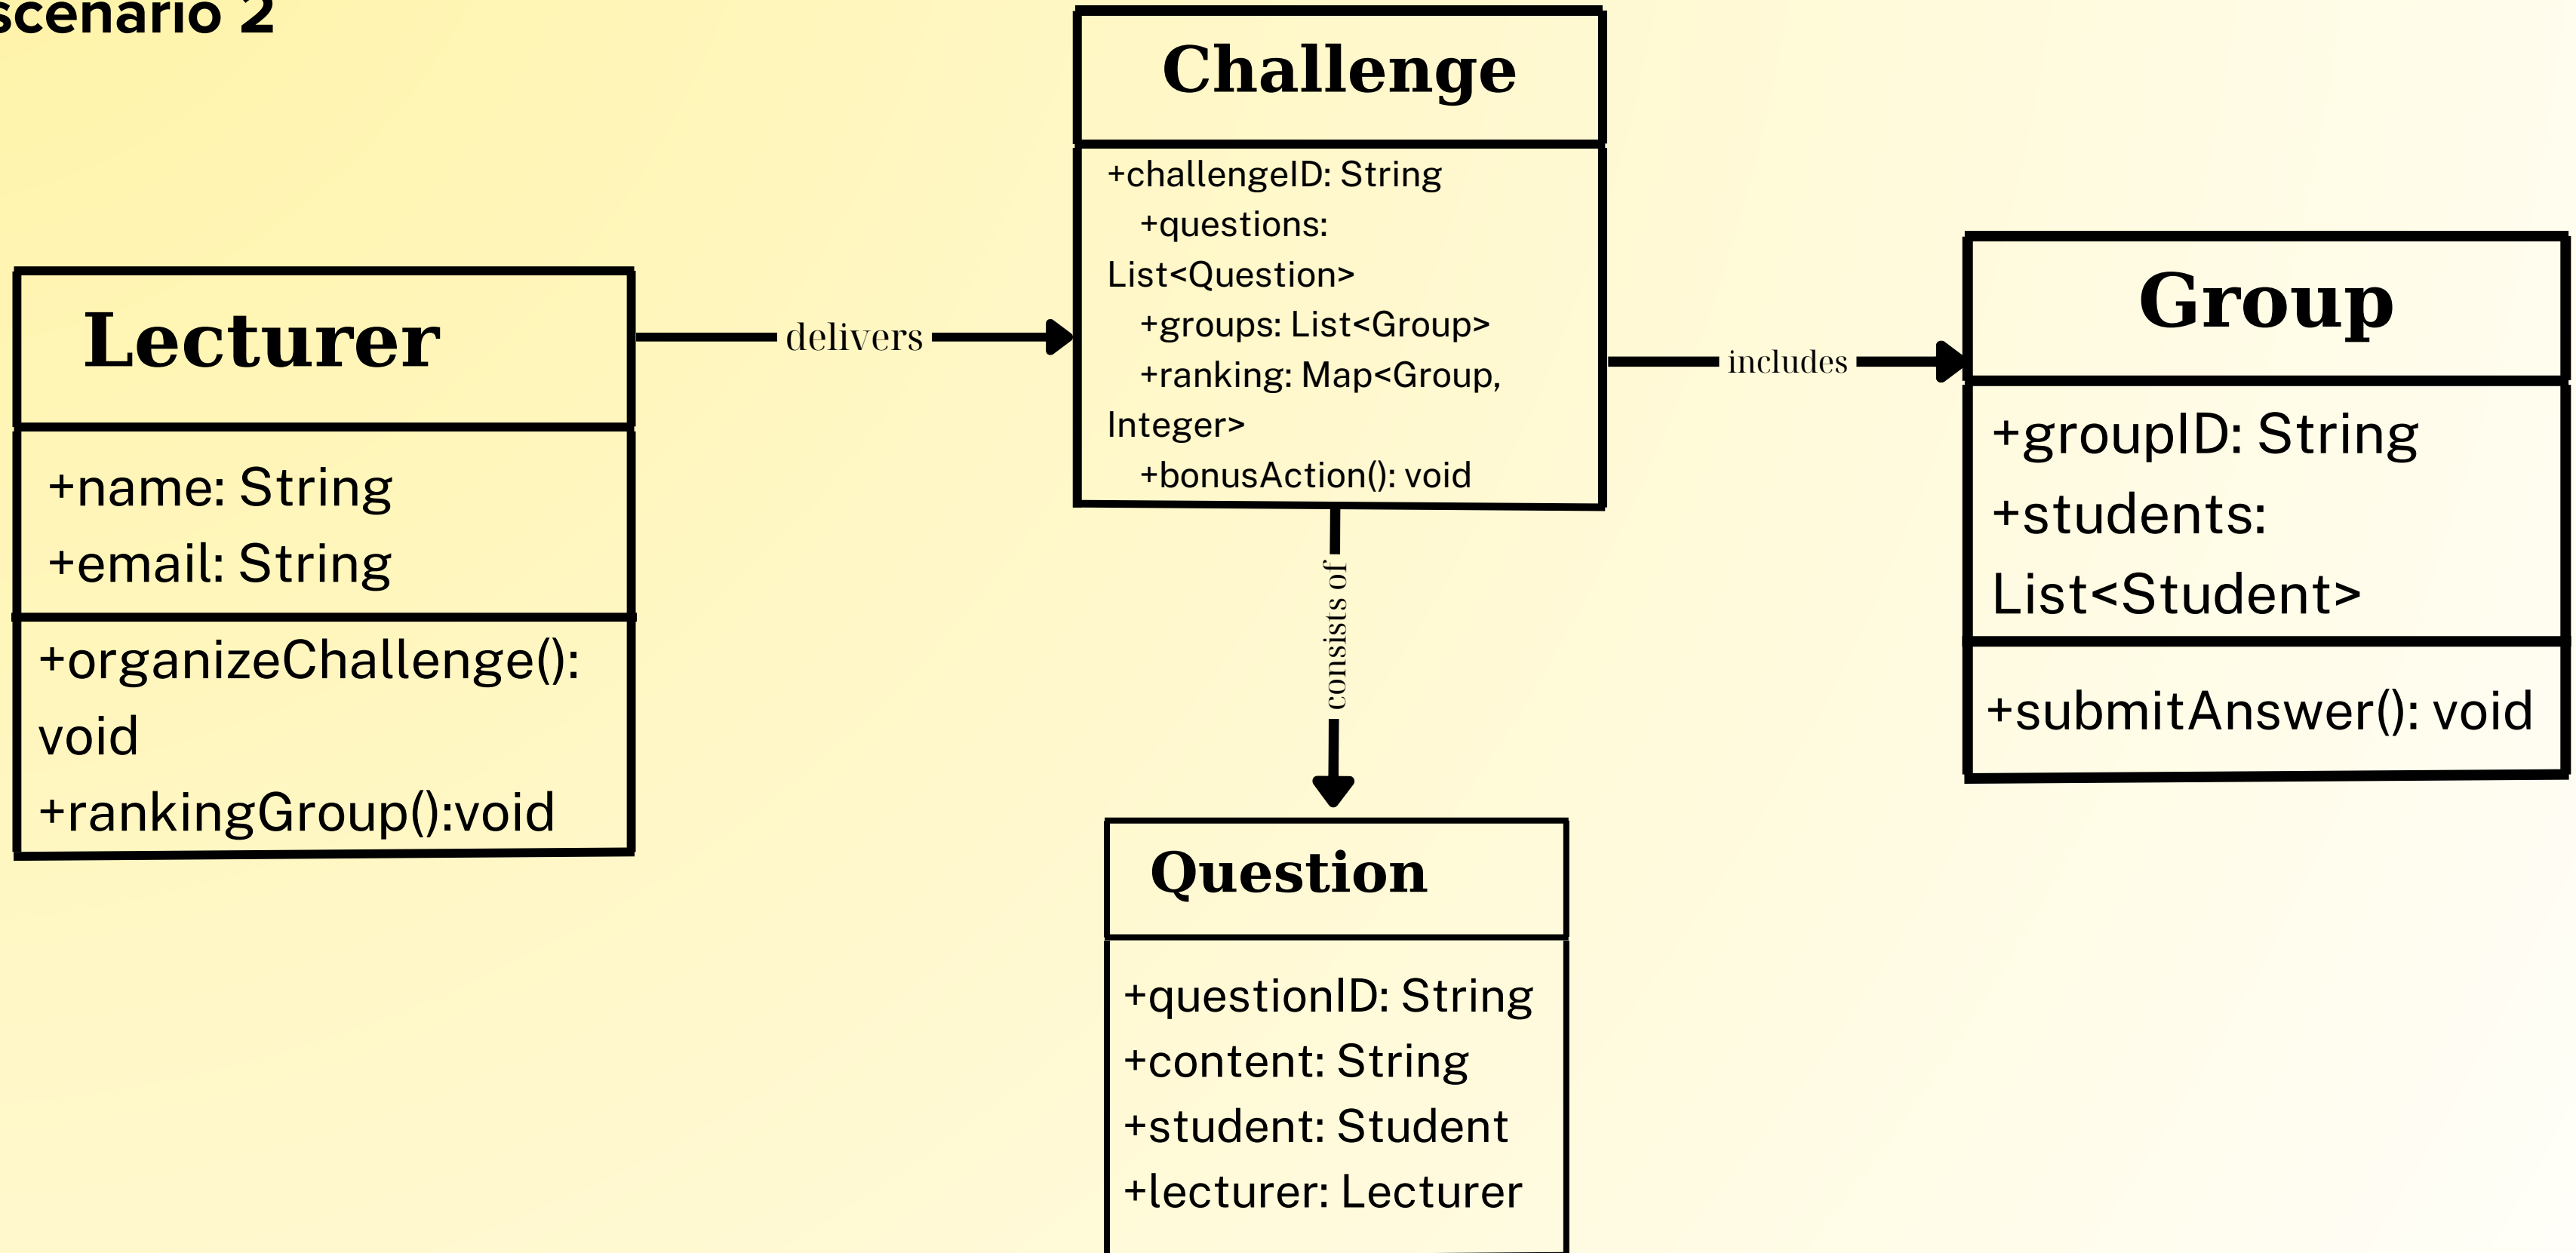 scenario 2
Challenge
+challengeID: String
+questions:
List<Question>
+groups: List<Group>
+ranking: Map<Group,
Integer>
+bonusAction(): void
Lecturer
+name: String
+email: String
+organizeChallenge():
void
+rankingGroup():void
delivers
includes
Group
+groupID: String
+students:
List<Student>
+submitAnswer(): void
consists of
Question
+questionID: String
+content: String
+student: Student
+lecturer: Lecturer